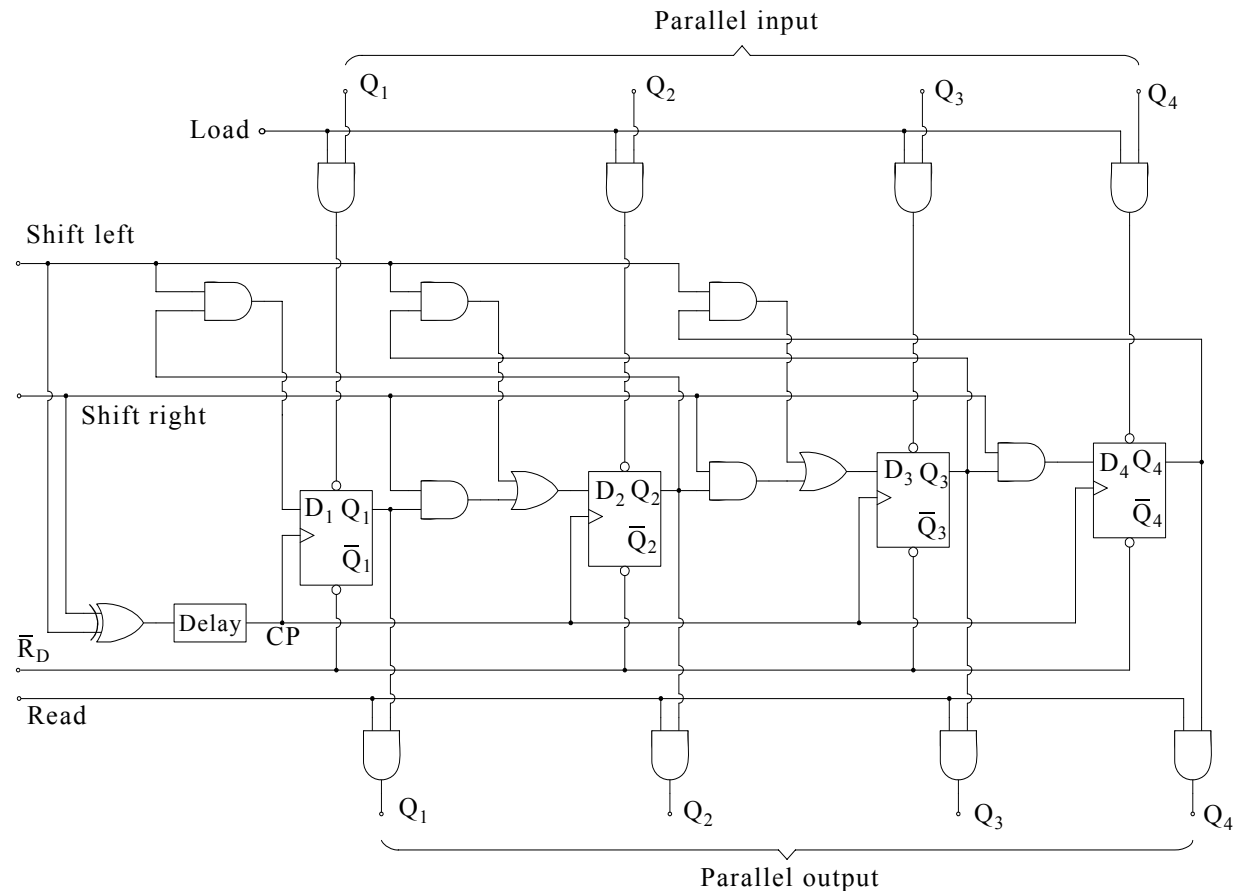 Parallel input
Q1 Q2 Q3 Q4
Load
Shift left
Shift right
D4 Q4
D3 Q3
D2 Q2
D1 Q1
Q̅4
Q̅3
Q̅2
Q̅1
Delay
CP
R̅D
Read
Q1 Q2 Q3 Q4
Parallel output